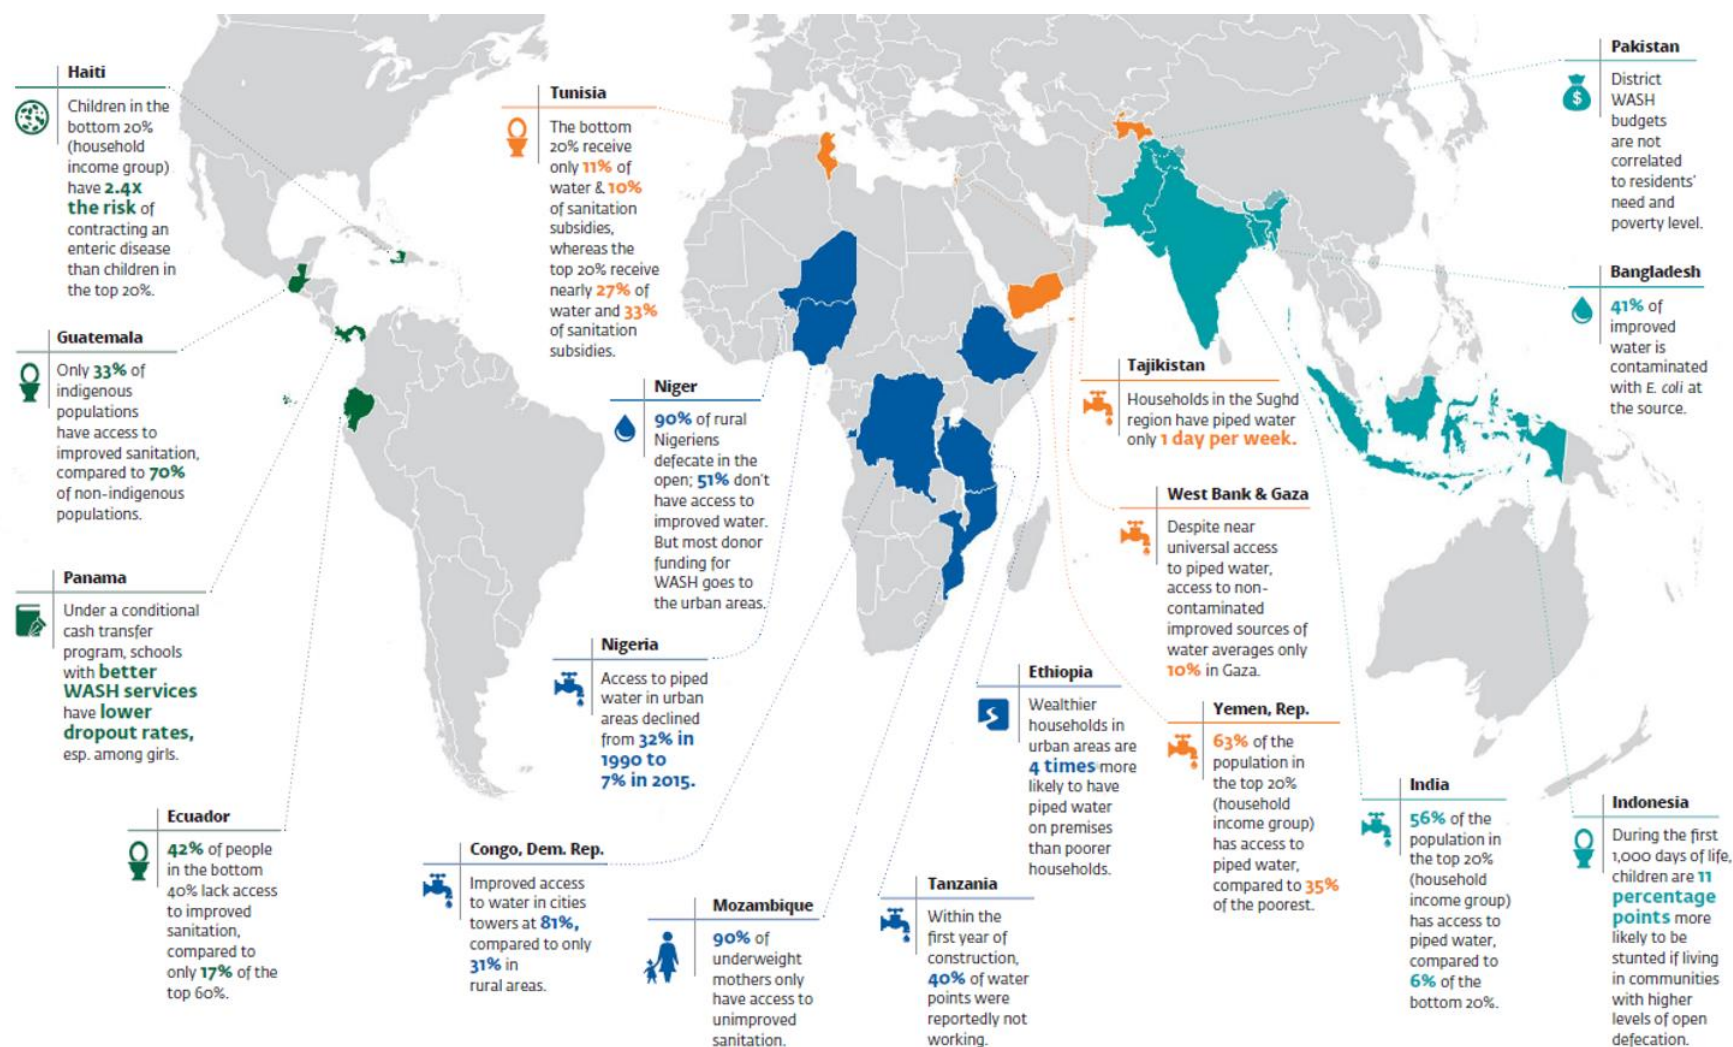 Haiti
Children in the
bottom 20%
(household
income group)
have 2.4x
the risk of
contracting an
enteric disease
than children in
the top 20%.
Guatemala
Only 33% of
indigenous
populations
have access to
improved sanitation,
compared to 70%
of non-indigenous
populations.
Panama
Under a conditional
cash transfer
program, schools
with better
WASH services
have lower
dropout rates,
esp. among girls.
Ecuador
42% of people
in the bottom
40% lack access
to improved
sanitation,
compared to
only 17% of the
top 60%.
Tunisia
The bottom
20% receive
only 11% of
water & 10%
of sanitation
subsidies,
whereas the
top 20% receive
nearly 27% of
water and 33%
of sanitation
subsidies.
Niger
90% of rural
Nigeriens
defecate in the
open; 51% don't
have access to
improved water.
But most donor
funding for
WASH goes to
the urban areas.
Nigeria
Access to piped
water in urban
areas declined
from 32% in
1990 to
7% in 2015.
Congo, Dem. Rep.
Improved access
to water in cities
towers at 81%,
compared to only
31% in
rural areas.
Mozambique
90% of
underweight
mothers only
have access to
unimproved
sanitation.
Tanzania
Within the
first year of
construction,
40% of water
points were
reportedly not
working.
Ethiopia
Wealthier
households in
urban areas are
4 times more
likely to have
piped water
on premises
than poorer
households.
Tajikistan
Households in the Sughd
region have piped water
only 1 day per week.
West Bank & Gaza
Despite near
universal access
to piped water,
access to non-
contaminated
improved sources of
water averages only
10% in Gaza.
Yemen, Rep.
63% of the
population in
the top 20%
(household
income group)
has access to
piped water,
compared to 35%
of the poorest.
Pakistan
$
District
WASH
budgets
are not
correlated
to residents'
need and
poverty level.
Bangladesh
41% of
improved
water is
contaminated
with E. coli at
the source.
India
56% of the
population in
the top 20%
(household
income group)
has access to
piped water,
compared to
6% of the
bottom 20%.
Indonesia
During the first
1,000 days of life,
children are 11
percentage
points more
likely to be
stunted if living
in communities
with higher
levels of open
defecation.